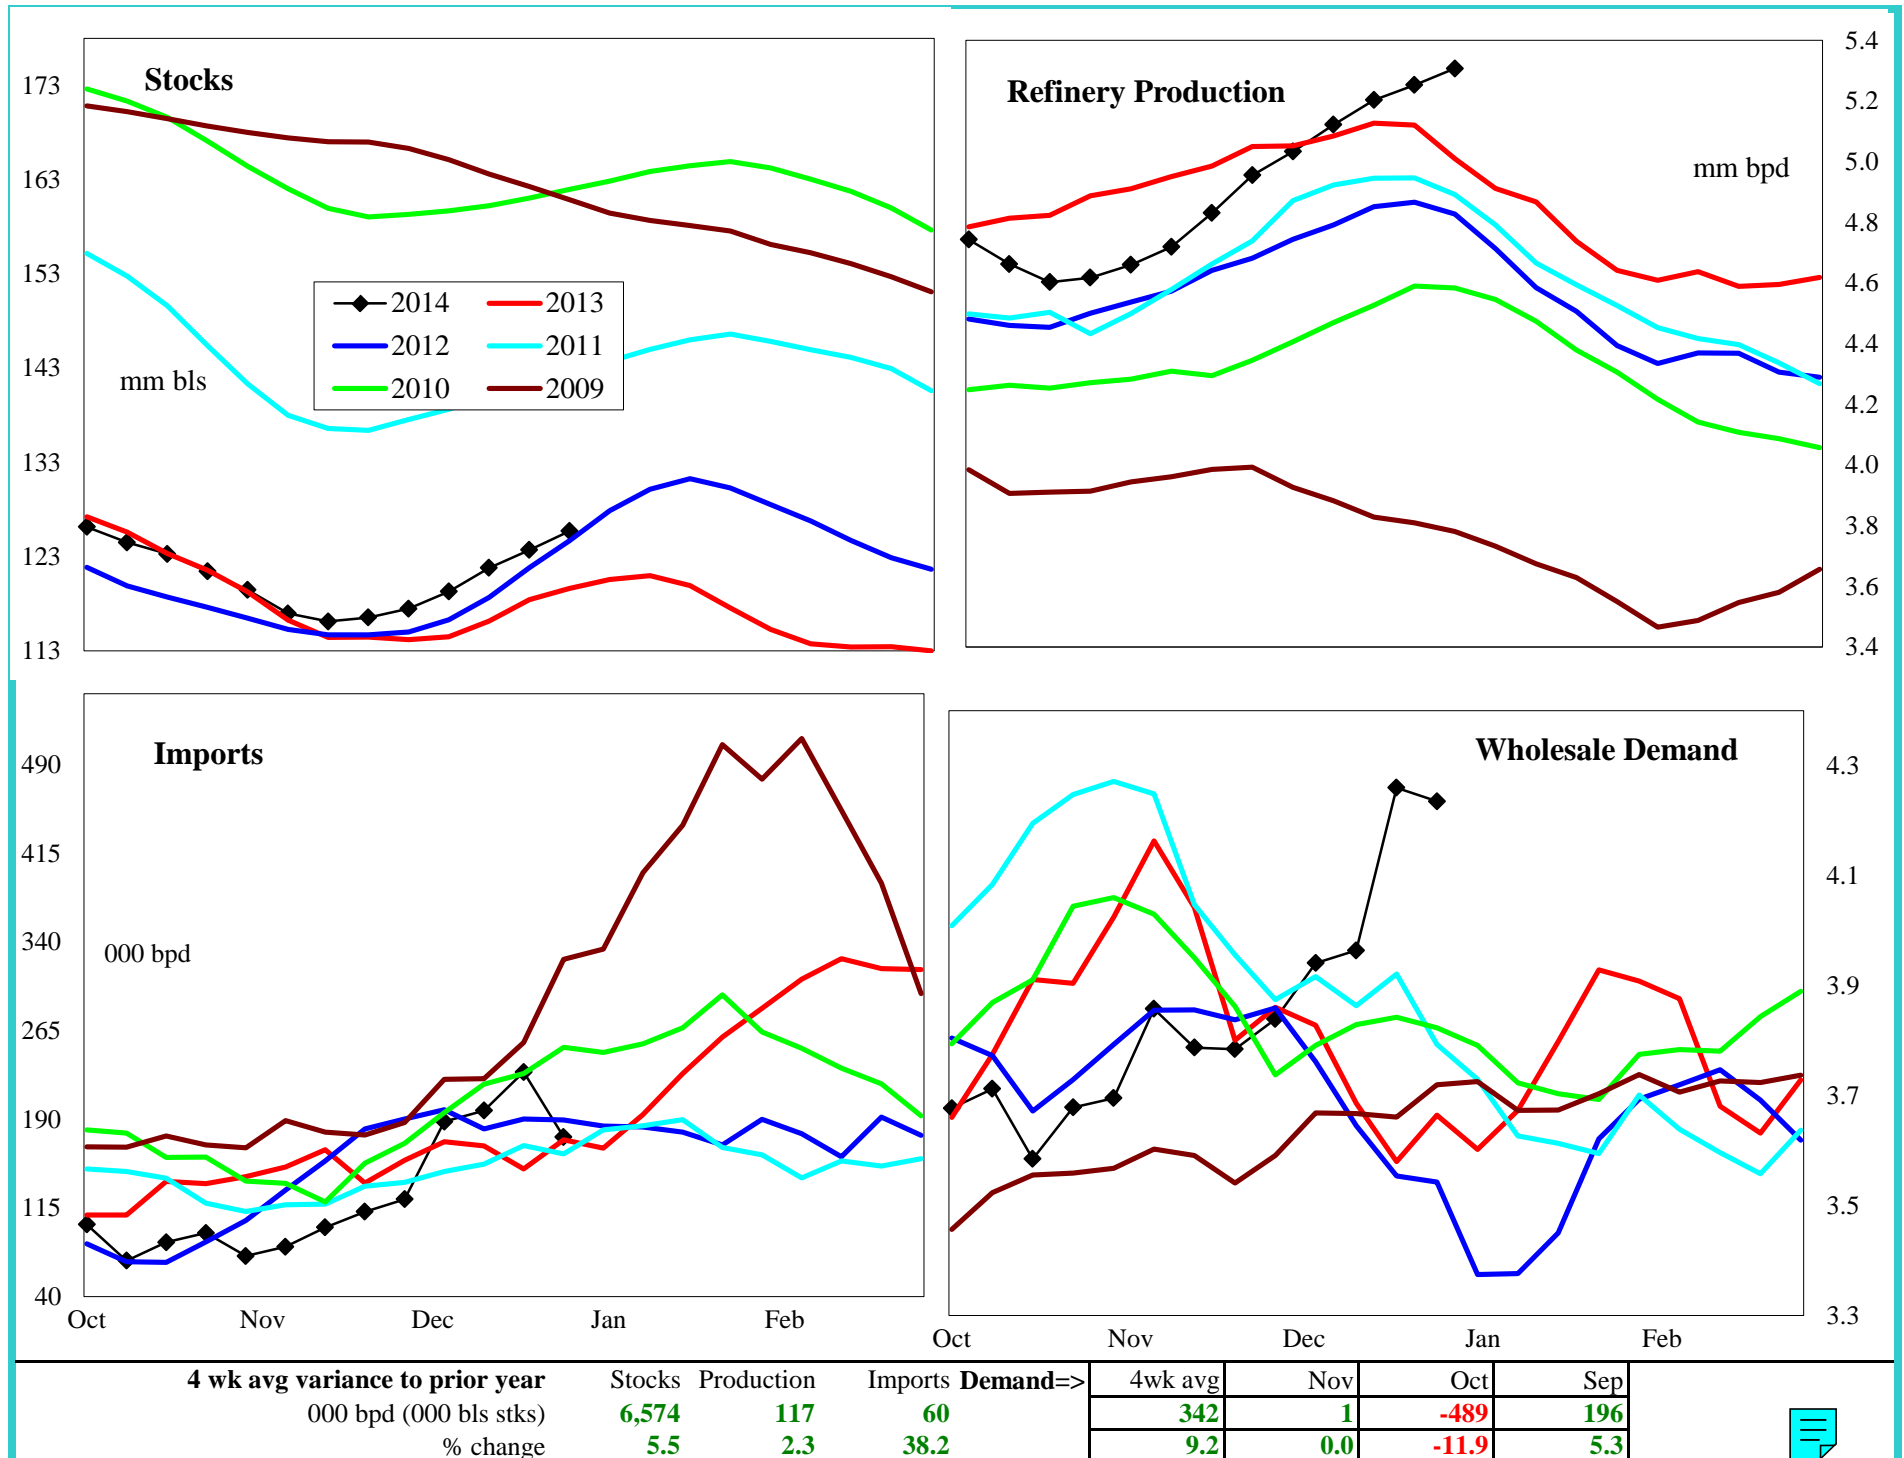 Stocks
173
163
153
143
133
123
113
mm bls
2014 2013
2012 2011
2010 2009
Refinery Production
mm bpd
5.4
5.2
5.0
4.8
4.6
4.4
4.2
4.0
3.8
3.6
3.4
Imports
490
415
340
265
190
115
40
000 bpd
Oct Nov Dec Jan Feb
Wholesale Demand
4.3
4.1
3.9
3.7
3.5
3.3
Oct Nov Dec Jan Feb
4 wk avg variance to prior year Stocks Production Imports Demand=> 4wk avg Nov Oct Sep
000 bpd (000 bls stks) 6,574 117 60 342 1 -489 196
% change 5.5 2.3 38.2 9.2 0.0 -11.9 5.3